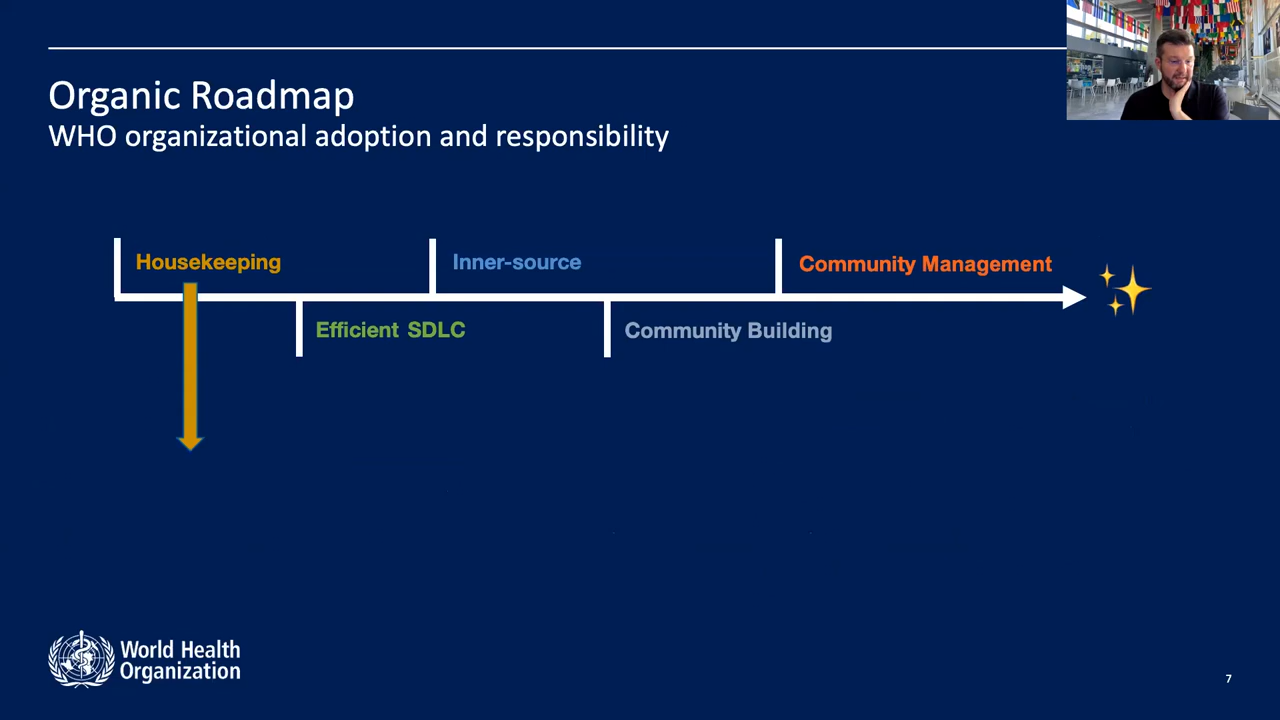 Organic Roadmap
WHO organizational adoption and responsibility
Housekeeping
Inner-source
Community Management
Efficient SDLC
Community Building
World Health
Organization
7